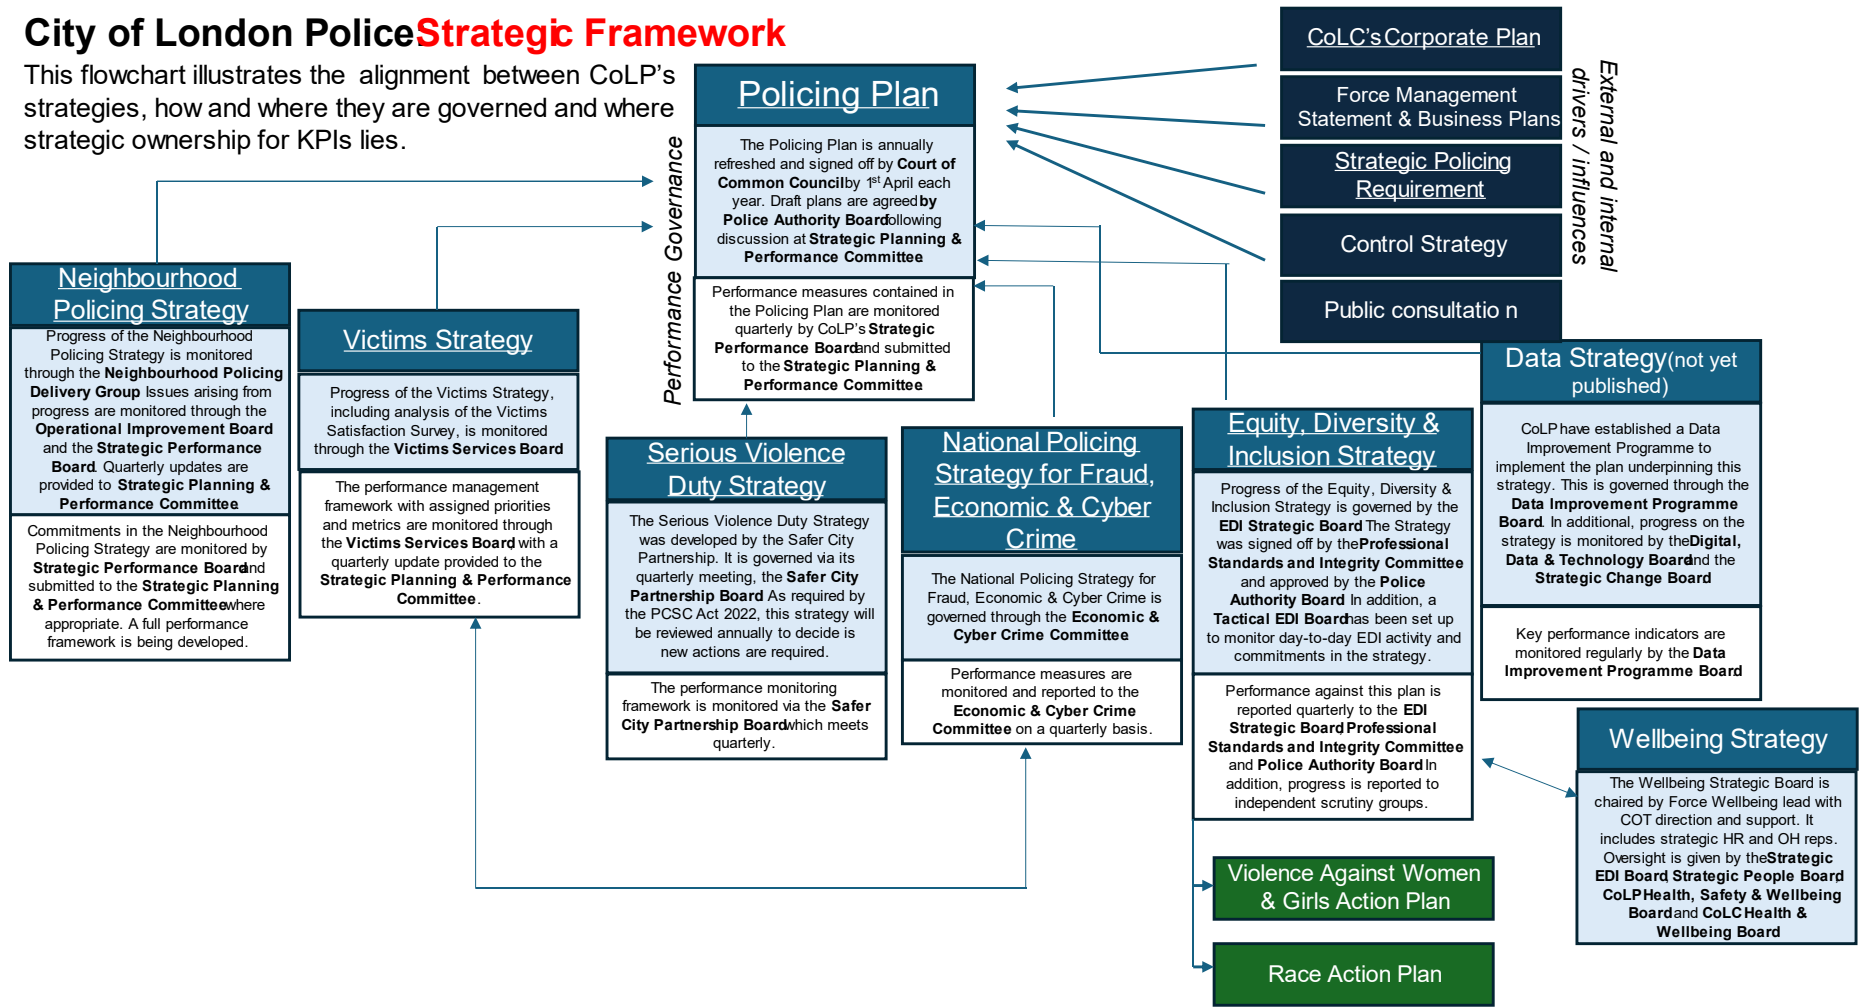 City of London Police Strategic Framework
This flowchart illustrates the alignment between CoLP's
strategies, how and where they are governed and where
strategic ownership for KPIs lies.
Policing Plan
The Policing Plan is annually
refreshed and signed off by Court of
Common Council by 1st April each
year. Draft plans are agreed by
Police Authority Board following
discussion at Strategic Planning &
Performance Committee
Performance measures contained in
the Policing Plan are monitored
quarterly by CoLP's Strategic
Performance Board and submitted
to the Strategic Planning &
Performance Committee
Performance Governance
CoLC's Corporate Plan
Force Management
Statement & Business Plans
Strategic Policing
Requirement
Control Strategy
Public consultation
External and internal
drivers / influences
Neighbourhood
Policing Strategy
Progress of the Neighbourhood
Policing Strategy is monitored
through the Neighbourhood Policing
Delivery Group Issues arising from
progress are monitored through the
Operational Improvement Board
and the Strategic Performance
Board. Quarterly updates are
provided to Strategic Planning &
Performance Committee
Commitments in the Neighbourhood
Policing Strategy are monitored by
Strategic Performance Board and
submitted to the Strategic Planning
& Performance Committee where
appropriate. A full performance
framework is being developed.
Victims Strategy
Progress of the Victims Strategy,
including analysis of the Victims
Satisfaction Survey, is monitored
through the Victims Services Board
The performance management
framework with assigned priorities
and metrics are monitored through
the Victims Services Board, with a
quarterly update provided to the
Strategic Planning & Performance
Committee.
Serious Violence
Duty Strategy
The Serious Violence Duty Strategy
was developed by the Safer City
Partnership. It is governed via its
quarterly meeting, the Safer City
Partnership Board As required by
the PCSC Act 2022, this strategy will
be reviewed annually to decide is
new actions are required.
The performance monitoring
framework is monitored via the Safer
City Partnership Board which meets
quarterly.
National Policing
Strategy for Fraud,
Economic & Cyber
Crime
The National Policing Strategy for
Fraud, Economic & Cyber Crime is
governed through the Economic &
Cyber Crime Committee
Performance measures are
monitored and reported to the
Economic & Cyber Crime
Committee on a quarterly basis.
Equity, Diversity &
Inclusion Strategy
Progress of the Equity, Diversity &
Inclusion Strategy is governed by the
EDI Strategic Board The Strategy
was signed off by the Professional
Standards and Integrity Committee
and approved by the Police
Authority Board In addition, a
Tactical EDI Board has been set up
to monitor day-to-day EDI activity and
commitments in the strategy.
Performance against this plan is
reported quarterly to the EDI
Strategic Board, Professional
Standards and Integrity Committee
and Police Authority Board In
addition, progress is reported to
independent scrutiny groups.
Data Strategy (not yet
published)
CoLP have established a Data
Improvement Programme to
implement the plan underpinning this
strategy. This is governed through the
Data Improvement Programme
Board. In additional, progress on the
strategy is monitored by the Digital,
Data & Technology Board and the
Strategic Change Board
Key performance indicators are
monitored regularly by the Data
Improvement Programme Board
Wellbeing Strategy
The Wellbeing Strategic Board is
chaired by Force Wellbeing lead with
COT direction and support. It
includes strategic HR and OH reps.
Oversight is given by the Strategic
EDI Board, Strategic People Board,
CoLP Health, Safety & Wellbeing
Board and CoLC Health &
Wellbeing Board
Violence Against Women
& Girls Action Plan
Race Action Plan